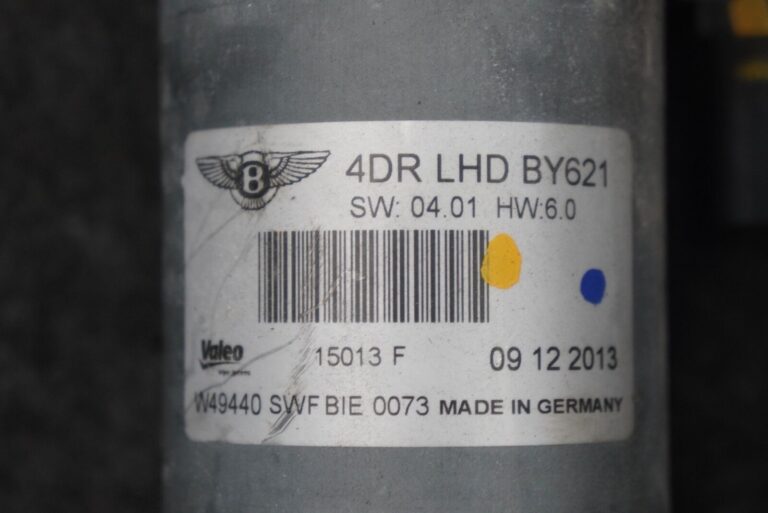 B
4DR LHD BY621
SW: 04.01 HW:6.0
Valeo
15013 F
09 12 2013
W49440 SWF BIE 0073 MADE IN GERMANY